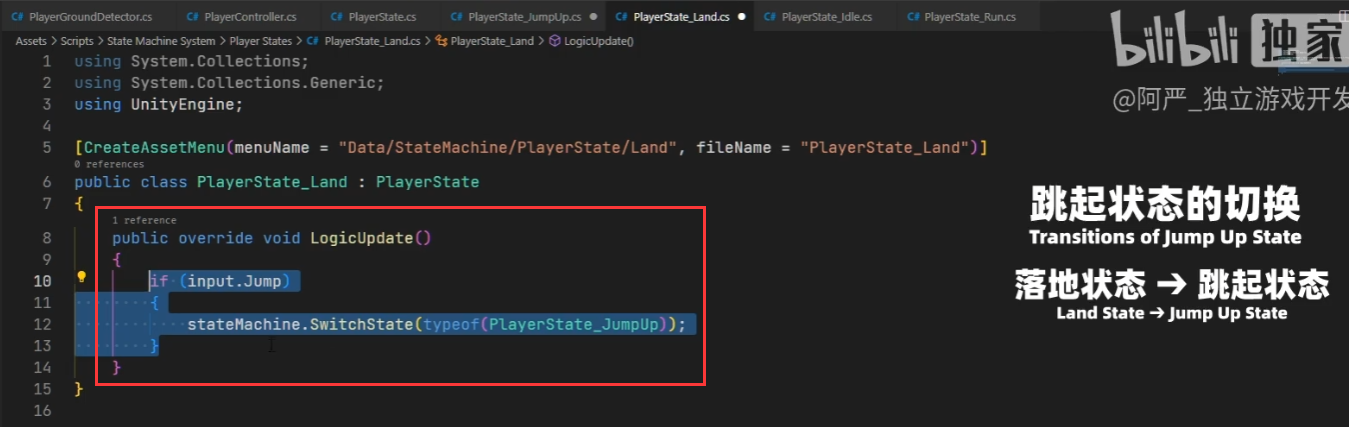 PlayerGroundDetector.cs PlayerController.cs PlayerState.cs PlayerState_JumpUp.cs PlayerState_Land.cs PlayerState_Idle.cs PlayerState_Run.cs
Assets > Scripts > State Machine System > Player States > PlayerState_Land.cs > PlayerState_Land > LogicUpdate()
bilibili 独家
@阿严_独立游戏开发
1 using System.Collections;
2 using System.Collections.Generic;
3 using UnityEngine;
4
5 [CreateAssetMenu(menuName = "Data/StateMachine/PlayerState/Land", fileName = "PlayerState_Land")]
0 references
6 public class PlayerState_Land : PlayerState
7 {
1 reference
8 public override void LogicUpdate()
9 {
10 if (input.Jump)
11 {
12 stateMachine.SwitchState(typeof(PlayerState_JumpUp));
13 }
14 }
15 }
16
跳起状态的切换
Transitions of Jump Up State
落地状态 → 跳起状态
Land State → Jump Up State